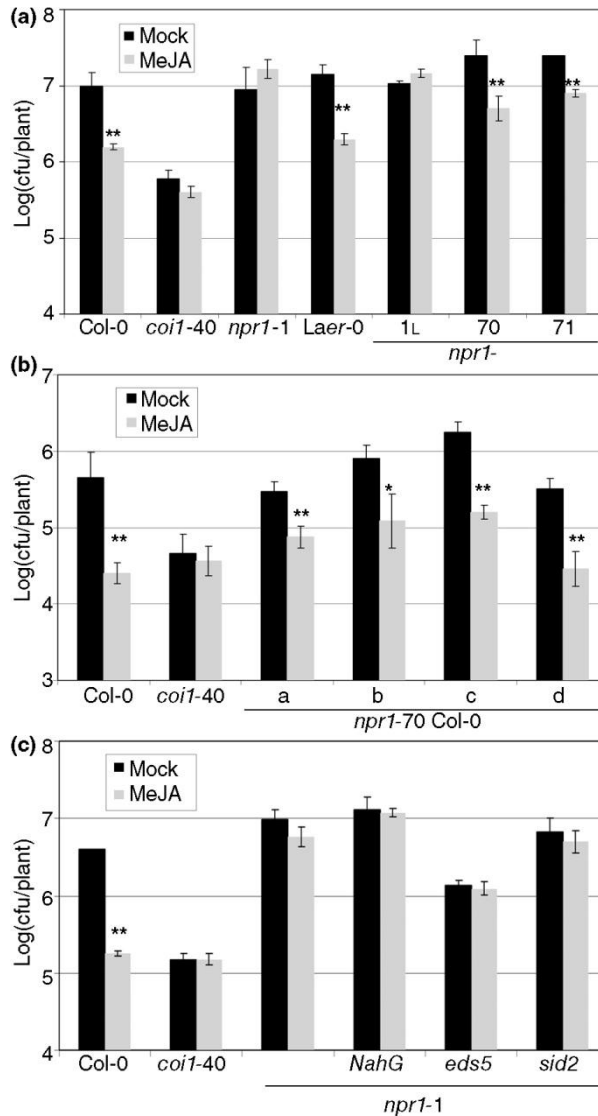 (a)
8
7
6
5
4
Log(cfu/plant)
Mock
MeJA
**
**
**
**
Col-0 coi1-40 npr1-1 Laer-0 1L 70 71
npr1-
(b)
7
6
5
4
3
Log(cfu/plant)
Mock
MeJA
**
**
*
**
**
Col-0 coi1-40 a b c d
npr1-70 Col-0
(c)
8
7
6
5
4
Log(cfu/plant)
Mock
MeJA
**
Col-0 coi1-40 NahG eds5 sid2
npr1-1